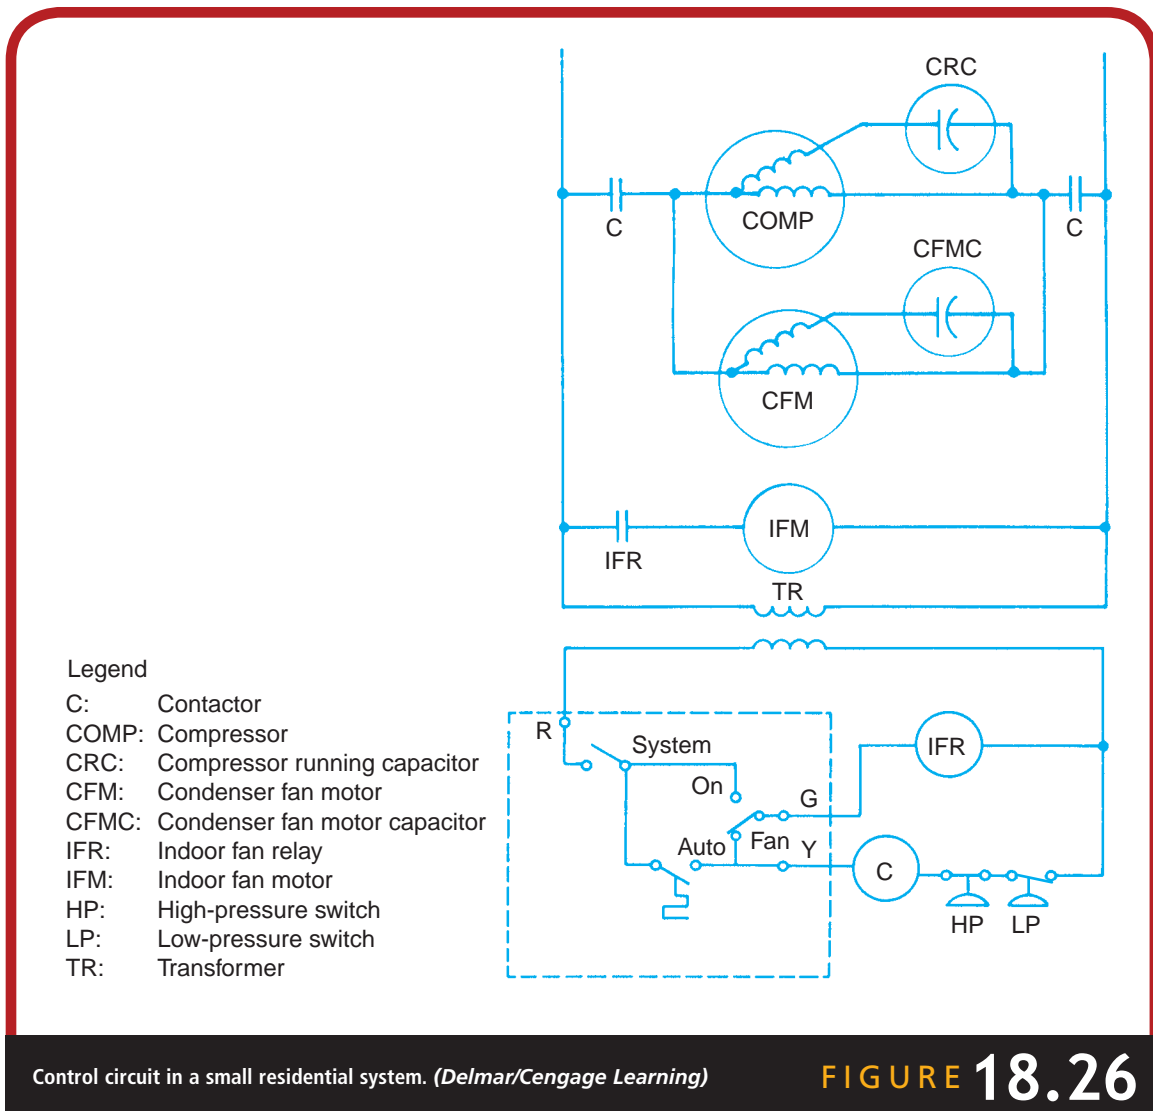 CRC
C
COMP
C
CFMC
CFM
IFM
IFR
TR
Legend
C: Contactor
COMP: Compressor
CRC: Compressor running capacitor
CFM: Condenser fan motor
CFMC: Condenser fan motor capacitor
IFR: Indoor fan relay
IFM: Indoor fan motor
HP: High-pressure switch
LP: Low-pressure switch
TR: Transformer
R
System
IFR
On
G
Auto
Fan
Y
C
HP
LP
Control circuit in a small residential system. (Delmar/Cengage Learning)
FIGURE 18.26